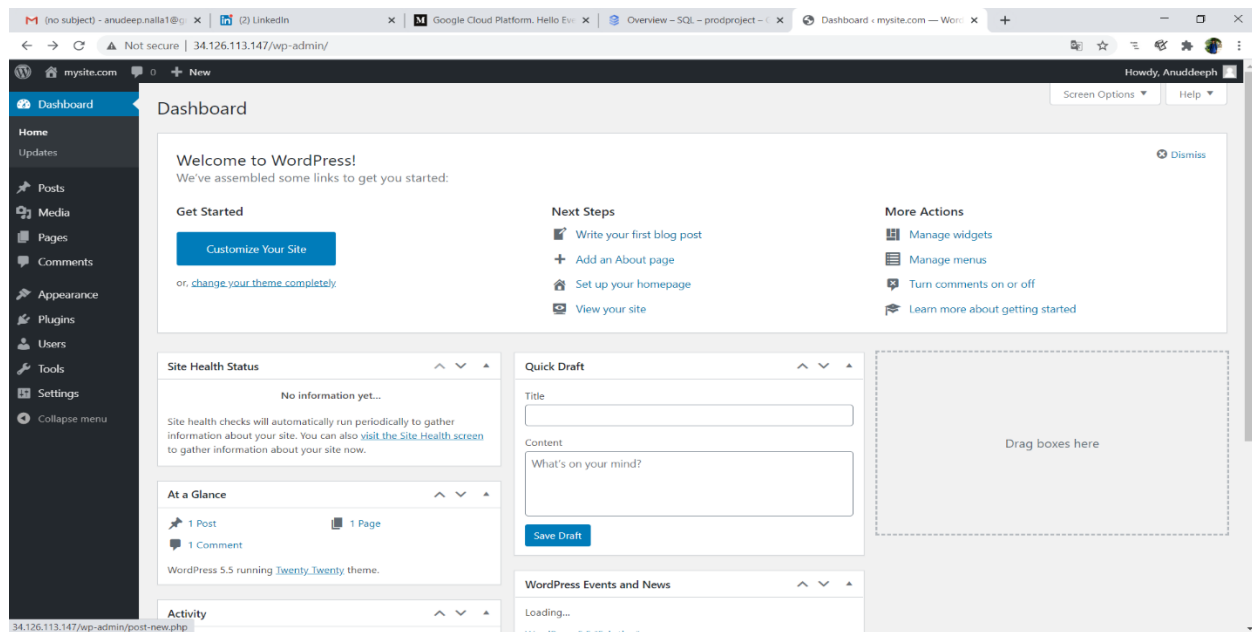 (no subject) - anudeep.nalla1@g
(2) LinkedIn
Google Cloud Platform. Hello Eve
Overview – SQL – prodproject –
Dashboard ‹ mysite.com — Word
Not secure | 34.126.113.147/wp-admin/
mysite.com 0 + New
Howdy, Anuddeeph
Dashboard
Home
Updates
Posts
Media
Pages
Comments
Appearance
Plugins
Users
Tools
Settings
Collapse menu
Screen Options ▼
Help ▼
Dashboard
Welcome to WordPress!
Dismiss
We've assembled some links to get you started:
Get Started
Customize Your Site
or, change your theme completely
Next Steps
Write your first blog post
Add an About page
Set up your homepage
View your site
More Actions
Manage widgets
Manage menus
Turn comments on or off
Learn more about getting started
Site Health Status
No information yet...
Site health checks will automatically run periodically to gather
information about your site. You can also visit the Site Health screen
to gather information about your site now.
At a Glance
1 Post
1 Page
1 Comment
WordPress 5.5 running Twenty Twenty theme.
Activity
Quick Draft
Title
Content
What's on your mind?
Save Draft
WordPress Events and News
Loading...
Drag boxes here
34.126.113.147/wp-admin/post-new.php